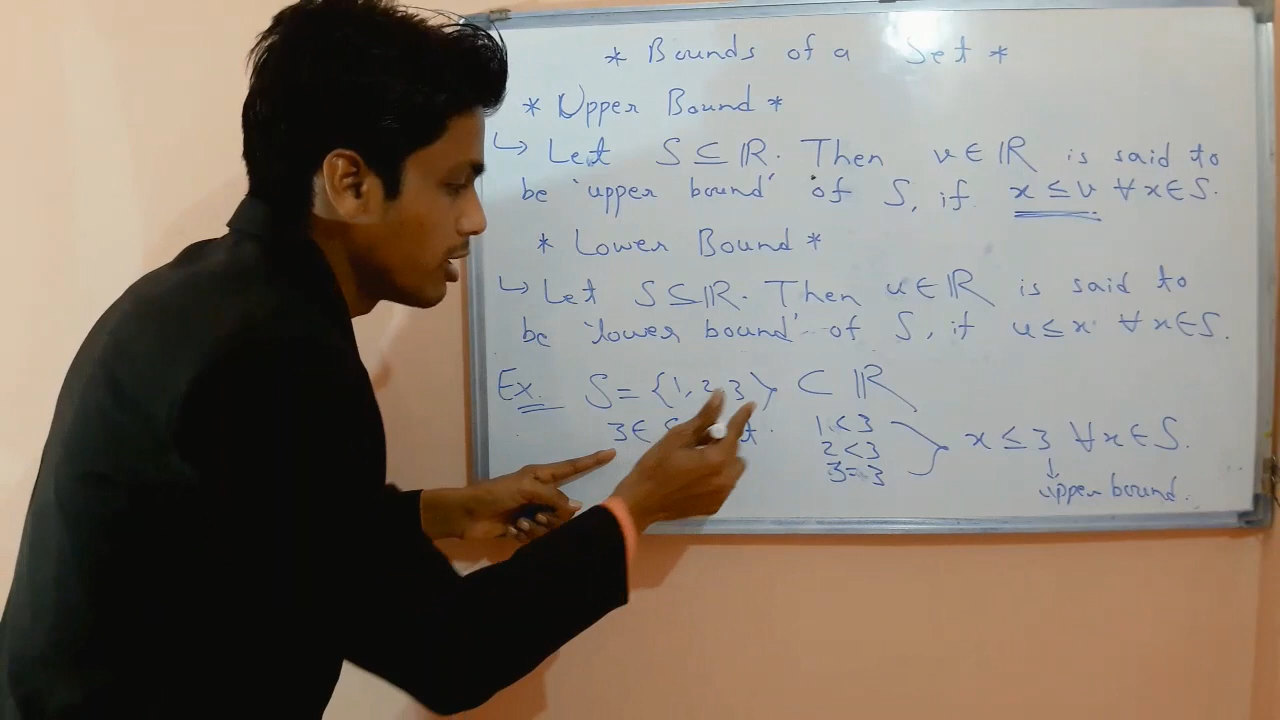 * Bounds of a Set *
* Upper Bound *
↳ Let S ⊆ ℝ. Then v ∈ ℝ is said to
be 'upper bound' of S, if x ≤ v ∀ x ∈ S.
* Lower Bound *
↳ Let S ⊆ ℝ. Then u ∈ ℝ is said to
be 'lower bound' of S, if u ≤ x ∀ x ∈ S.
Ex. S = {1, 2, 3} ⊂ ℝ
3 ∈ S
1 < 3
2 < 3
3 = 3
x ≤ 3 ∀ x ∈ S.
↓
upper bound.